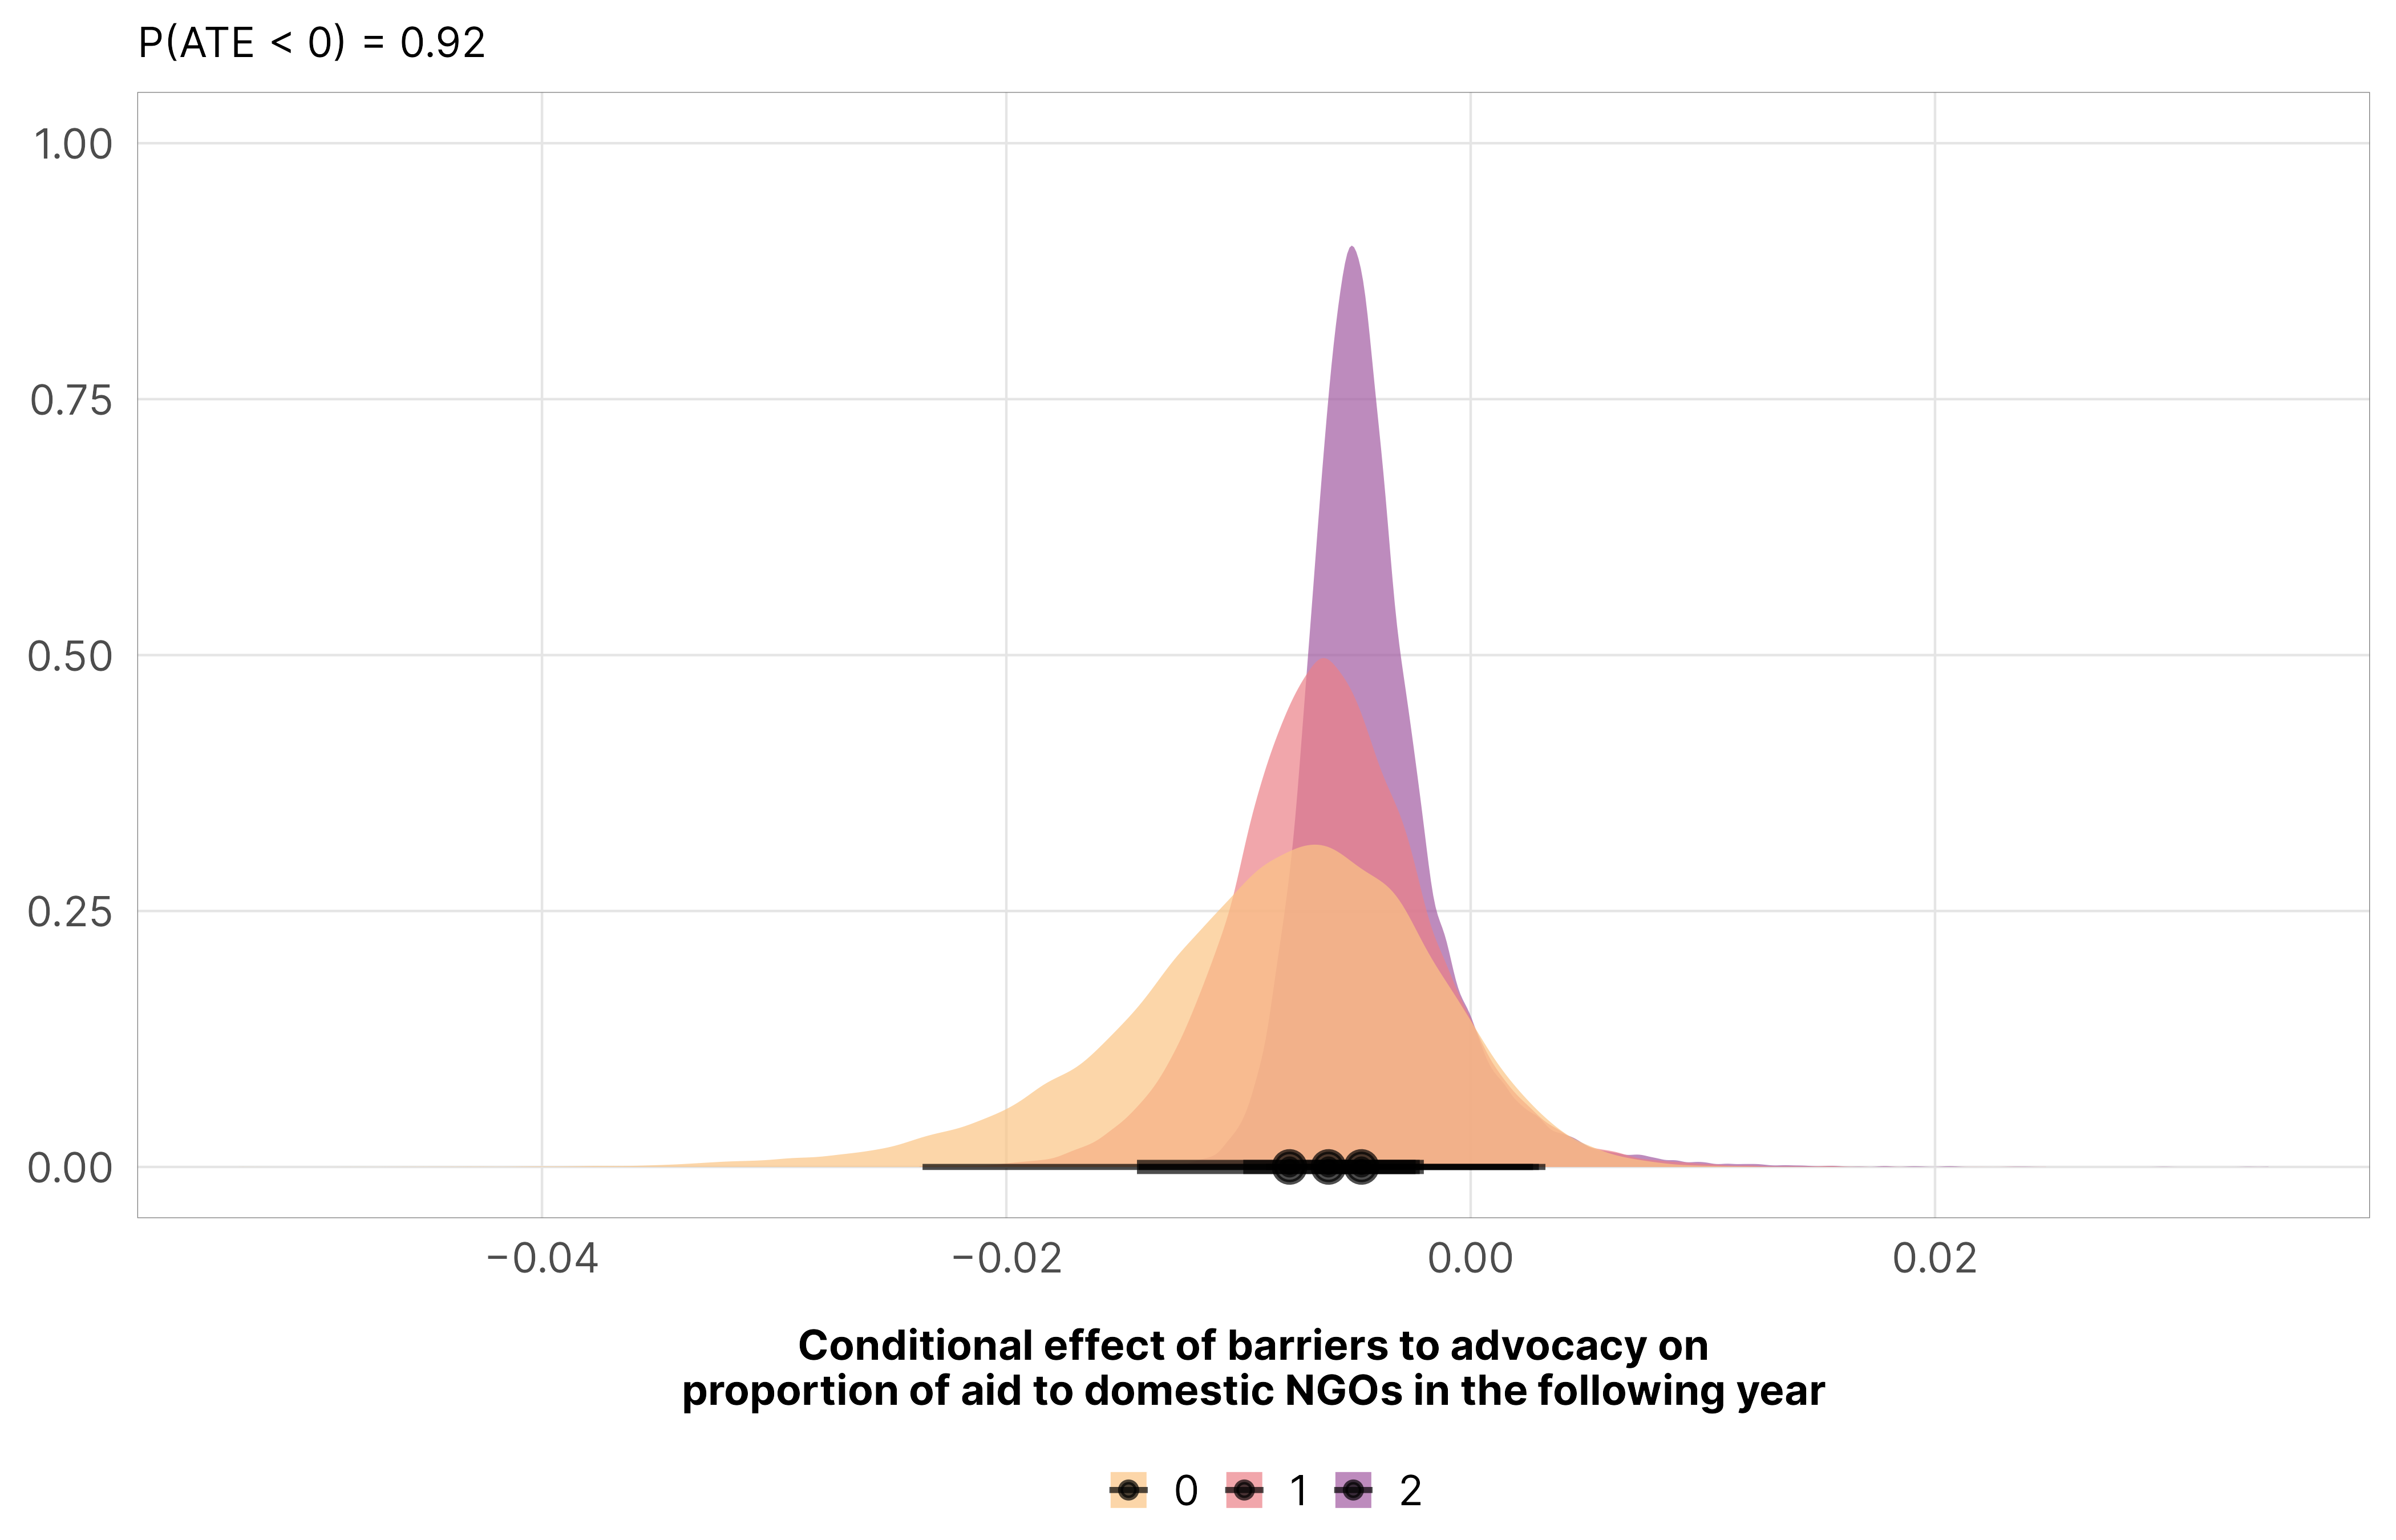 P(ATE < 0) = 0.92
1.00
0.75
0.50
0.25
0.00
−0.04 −0.02 0.00 0.02
Conditional effect of barriers to advocacy on
proportion of aid to domestic NGOs in the following year
0 1 2